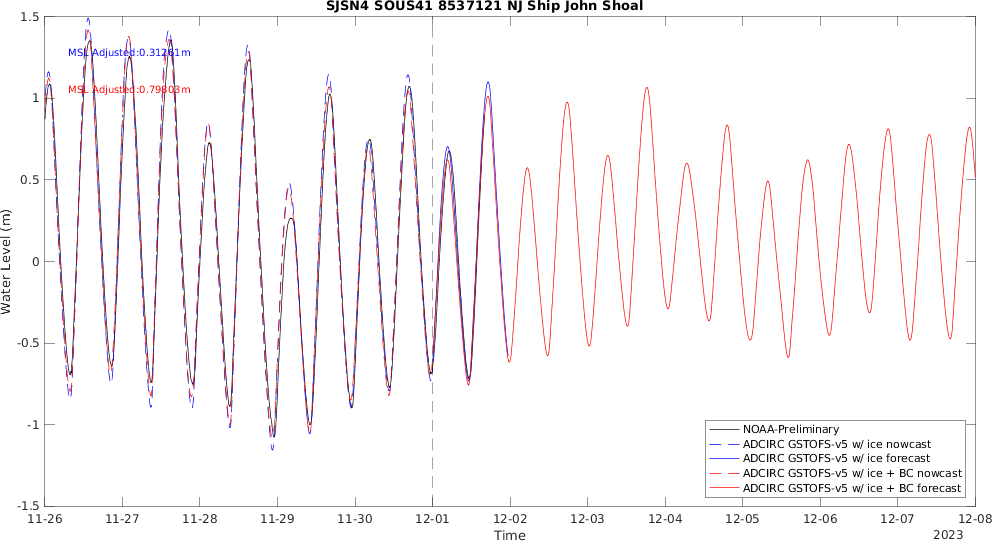 SJSN4 SOUS41 8537121 NJ Ship John Shoal
1.5
1
0.5
0
-0.5
-1
-1.5
Water Level (m)
MSL Adjusted:0.31261m
MSL Adjusted:0.79803m
NOAA-Preliminary
ADCIRC GSTOFS-v5 w/ ice nowcast
ADCIRC GSTOFS-v5 w/ ice forecast
ADCIRC GSTOFS-v5 w/ ice + BC nowcast
ADCIRC GSTOFS-v5 w/ ice + BC forecast
11-26 11-27 11-28 11-29 11-30 12-01 12-02 12-03 12-04 12-05 12-06 12-07 12-08
Time
2023